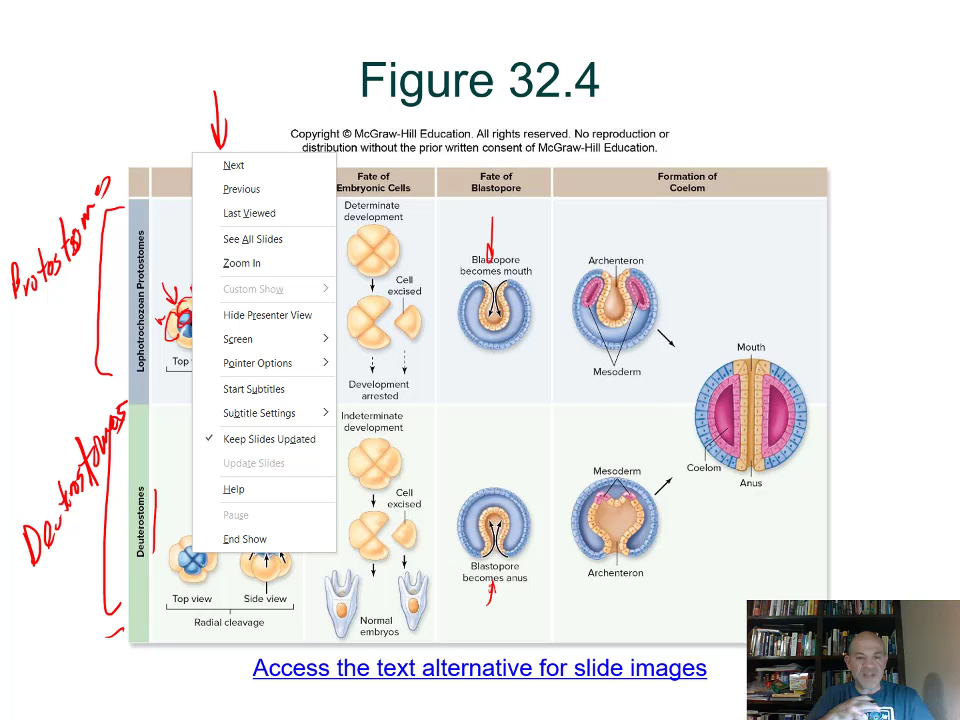 Figure 32.4
Copyright © McGraw-Hill Education. All rights reserved. No reproduction or
distribution without the prior written consent of McGraw-Hill Education.
Fate of
Embryonic Cells
Fate of
Blastopore
Formation of
Coelom
Protostomes
Lophotrochozoan Protostomes
Top
Next
Previous
Last Viewed
See All Slides
Zoom In
Custom Show
Hide Presenter View
Screen
Pointer Options
Start Subtitles
Subtitle Settings
Keep Slides Updated
Update Slides
Help
Pause
End Show
Determinate
development
Cell
excised
Development
arrested
Blastopore
becomes mouth
Archenteron
Mesoderm
Mouth
Coelom
Anus
Deuterostomes
Top view
Side view
Radial cleavage
Indeterminate
development
Cell
excised
Normal
embryos
Blastopore
becomes anus
Mesoderm
Archenteron
Access the text alternative for slide images